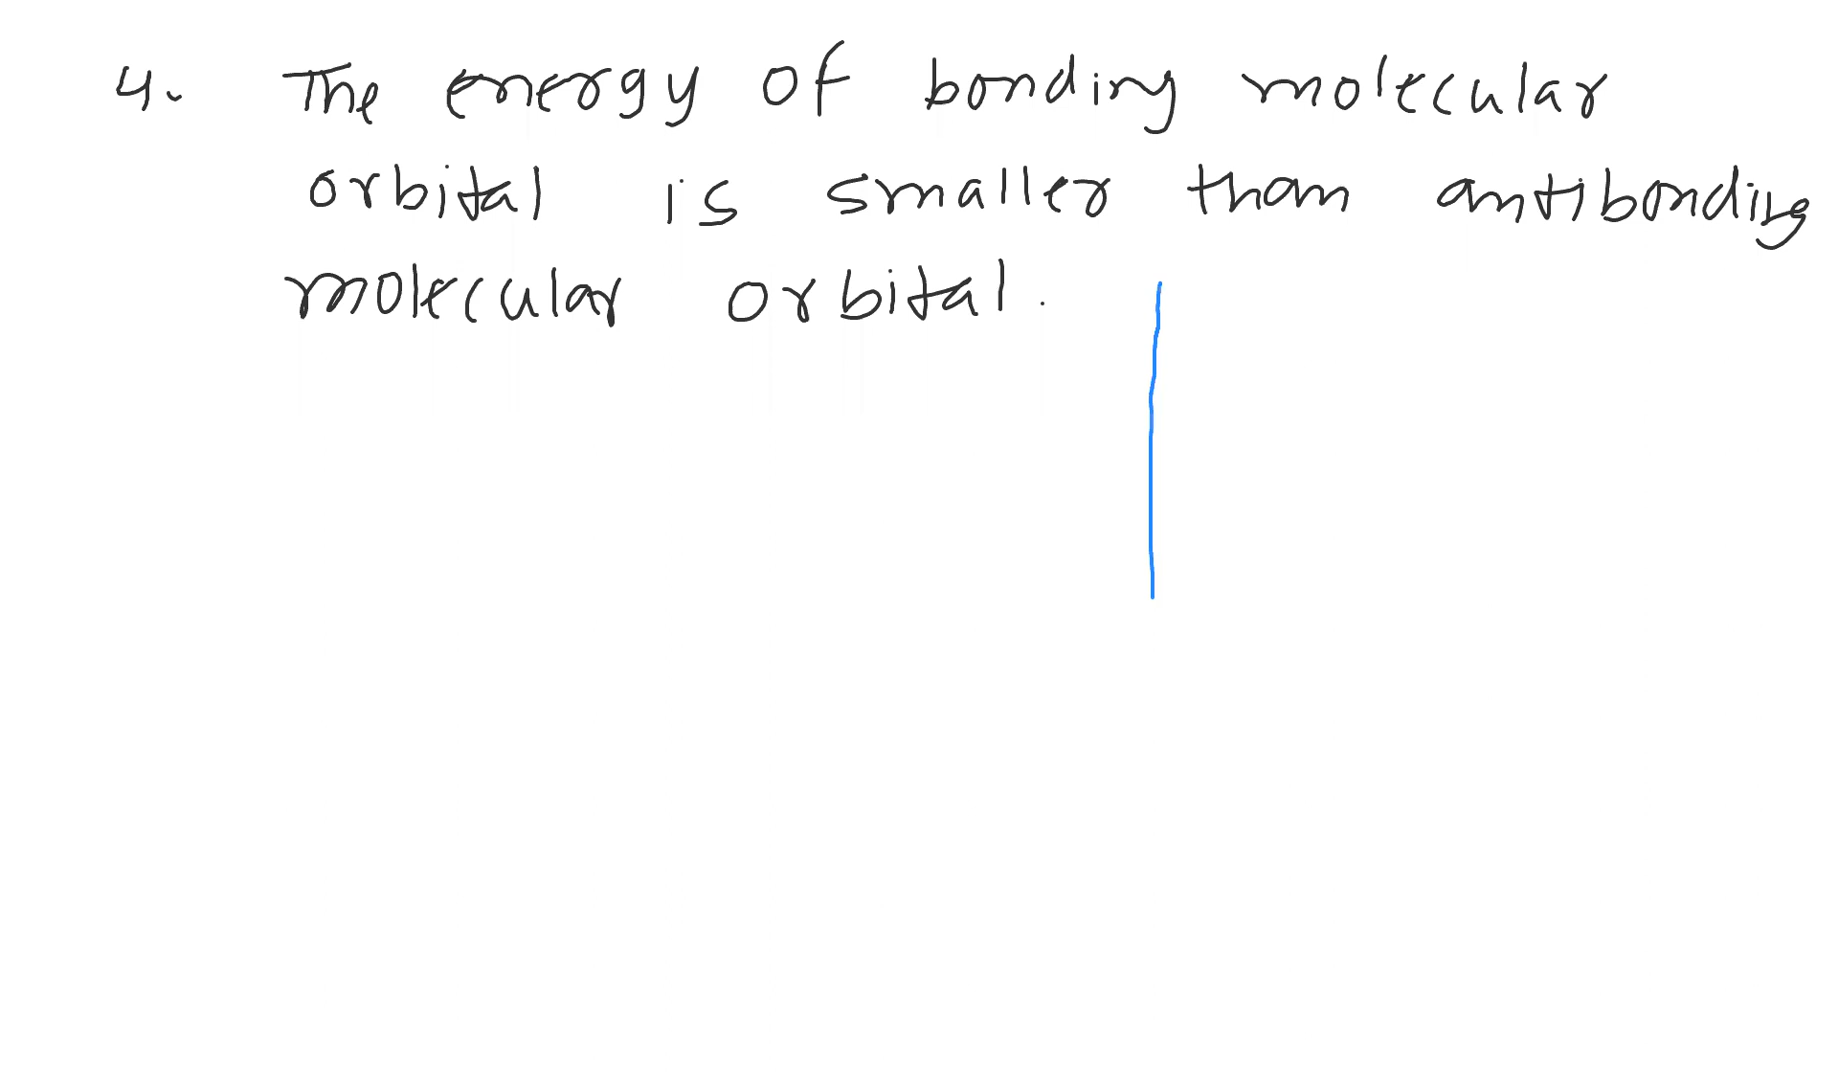 4. The energy of bonding molecular
orbital is smaller than antibonding
molecular orbital.